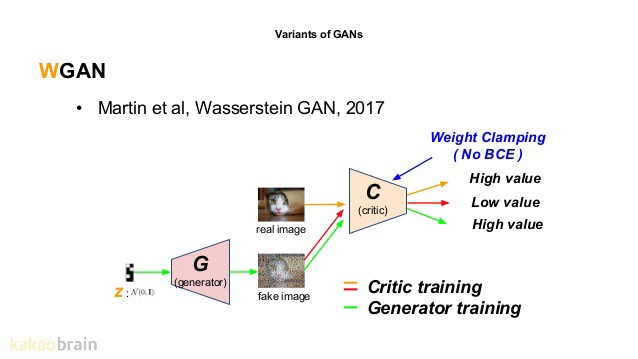 Variants of GANs
WGAN
• Martin et al, Wasserstein GAN, 2017
Weight Clamping
( No BCE )
High value
C
(critic)
Low value
real image
High value
G
(generator)
z : N(0, I)
fake image
Critic training
Generator training
kakaobrain